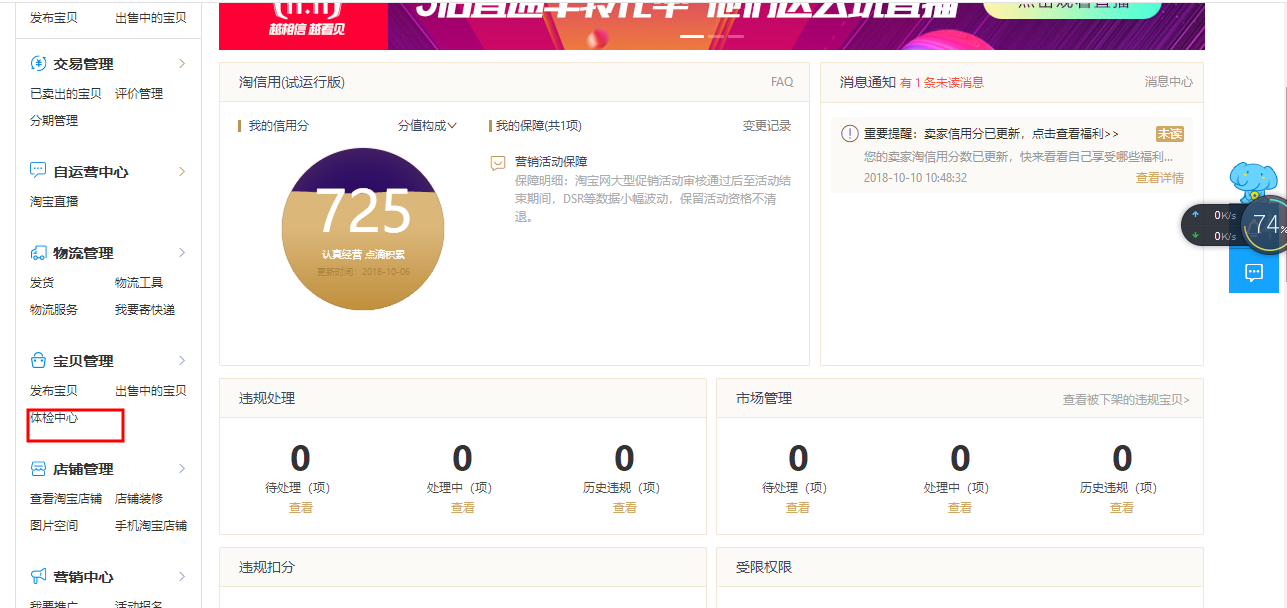 发布宝贝 出售中的宝贝
交易管理
已卖出的宝贝 评价管理
分期管理
自运营中心
淘宝直播
物流管理
发货 物流工具
物流服务 我要寄快递
宝贝管理
发布宝贝 出售中的宝贝
体检中心
店铺管理
查看淘宝店铺 店铺装修
图片空间 手机淘宝店铺
营销中心
我要推广 活动报名
越相信 越看贝
点击观看直播
淘信用(试运行版) FAQ
我的信用分 分值构成
725
认真经营 点滴积累
更新时间：2018-10-06
我的保障(共1项) 变更记录
营销活动保障
保障明细：淘宝网大型促销活动审核通过后至活动结
束期间，DSR等数据小幅波动，保留活动资格不清
退。
消息通知 有 1 条未读消息 消息中心
重要提醒：卖家信用分已更新，点击查看福利>> 未读
您的卖家淘信用分数已更新，快来看看自己享受哪些福利...
2018-10-10 10:48:32 查看详情
0K/s
0K/s
74%
违规处理
0 0 0
待处理（项） 处理中（项） 历史违规（项）
查看 查看 查看
市场管理 查看被下架的违规宝贝>
0 0 0
待处理（项） 处理中（项） 历史违规（项）
查看 查看 查看
违规扣分
受限权限